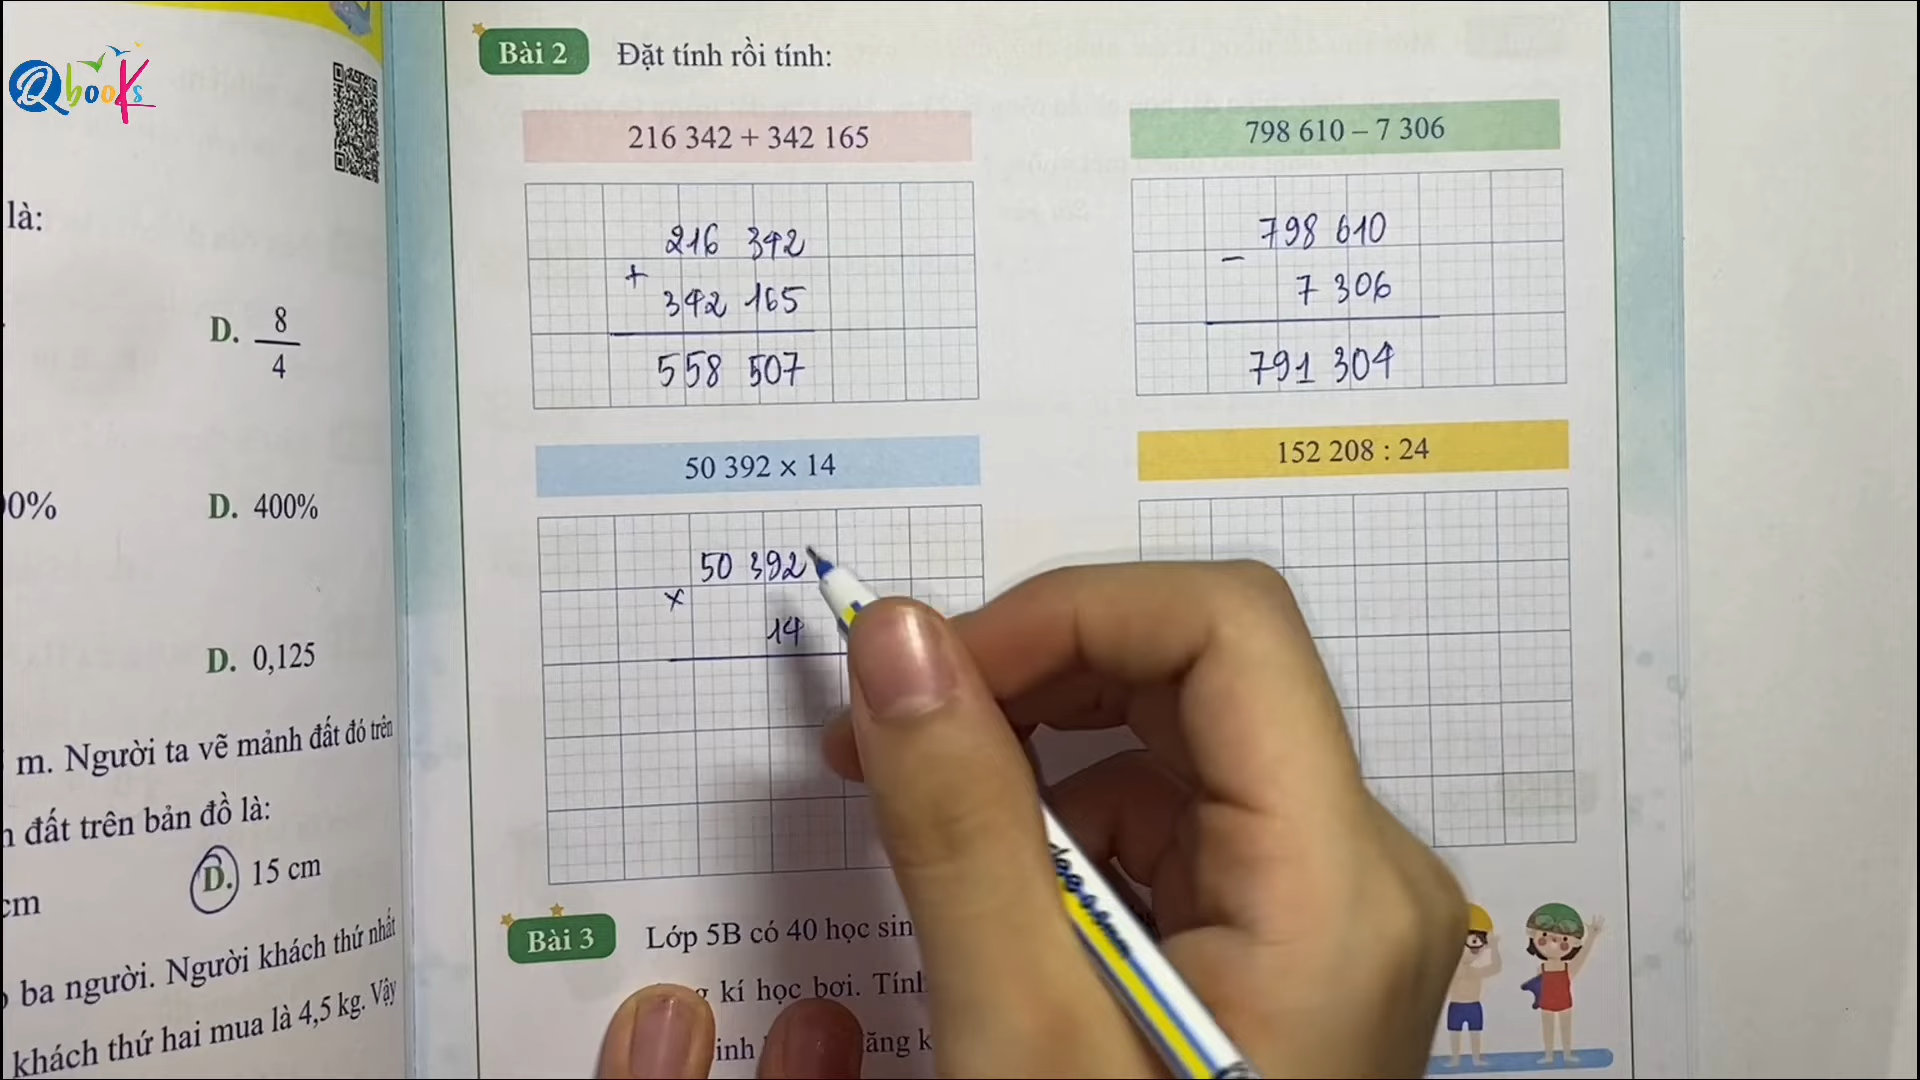 Qbooks
là:
D. 8/4
0%
D. 400%
D. 0,125
m. Người ta vẽ mảnh đất đó trên
đất trên bản đồ là:
cm
D. 15 cm
ba người. Người khách thứ nhất
khách thứ hai mua là 4,5 kg. Vậy
Bài 2 Đặt tính rồi tính:
216 342 + 342 165
216 342
+
342 165
558 507
798 610 – 7 306
798 610
−
7 306
791 304
50 392 × 14
50 392
×
14
152 208 : 24
Bài 3 Lớp 5B có 40 học sin
kí học bơi. Tính